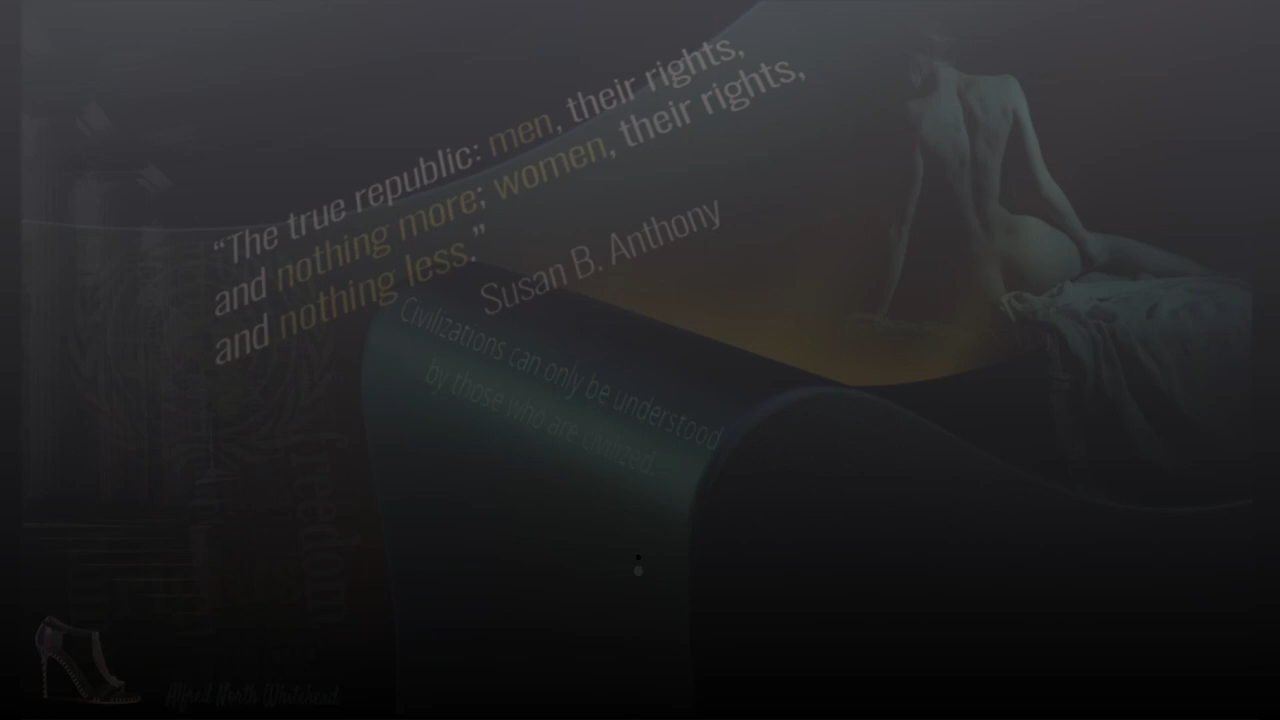 “The true republic: men, their rights,
and nothing more; women, their rights,
and nothing less.”
Susan B. Anthony
Civilizations can only be understood
by those who are civilized.
freedom
Alfred North Whitehead